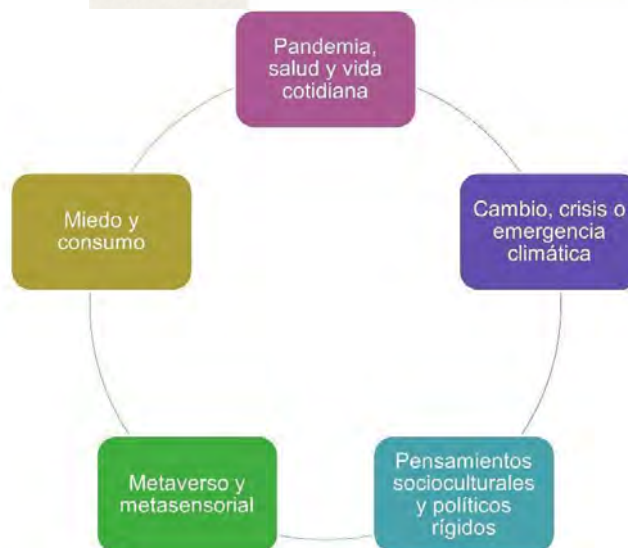 Pandemia,
salud y vida
cotidiana
Cambio, crisis o
emergencia
climática
Pensamientos
socioculturales
y políticos
rígidos
Metaverso y
metasensorial
Miedo y
consumo